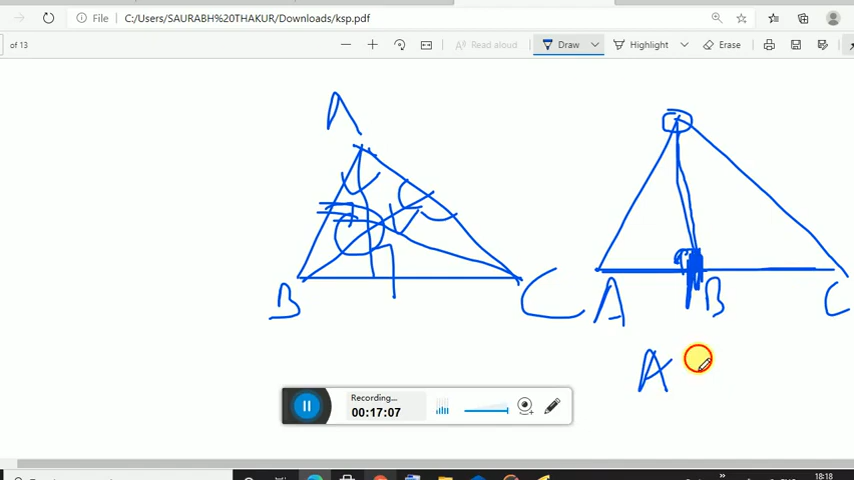 File
C:/Users/SAURABH%20THAKUR/Downloads/ksp.pdf
of 13
Read aloud
Draw
Highlight
Erase
A
B
C
A
B
C
A
Recording...
00:17:07
18:18